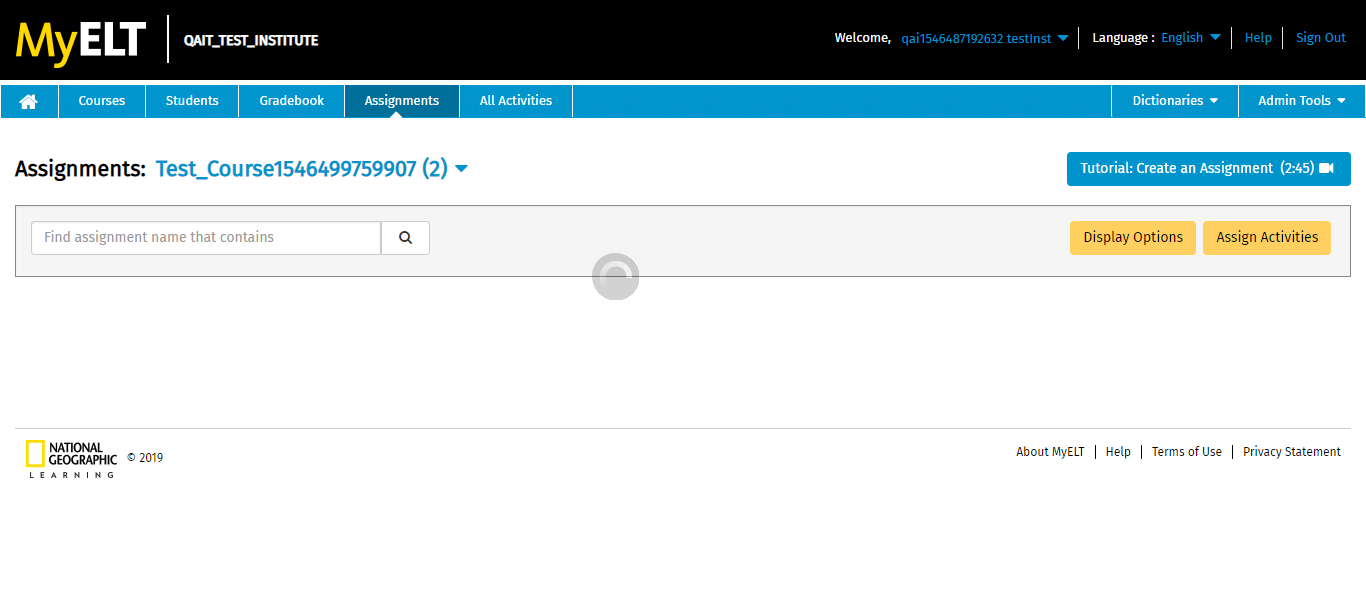 MyELT QAIT_TEST_INSTITUTE Welcome, qai1546487192632 testInst Language : English Help Sign Out
Courses Students Gradebook Assignments All Activities Dictionaries Admin Tools
Assignments: Test_Course1546499759907 (2) Tutorial: Create an Assignment (2:45)
Find assignment name that contains Display Options Assign Activities
NATIONAL
GEOGRAPHIC
LEARNING
© 2019
About MyELT Help Terms of Use Privacy Statement